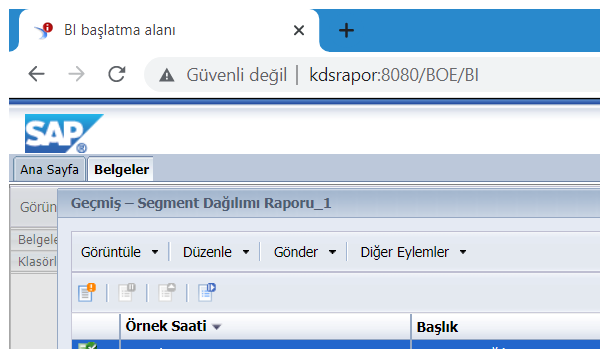 BI başlatma alanı
Güvenli değil | kdsrapor:8080/BOE/BI
SAP
Ana Sayfa Belgeler
Görün
Geçmiş – Segment Dağılımı Raporu_1
Belgele
Klasörl
Görüntüle Düzenle Gönder Diğer Eylemler
Örnek Saati Başlık